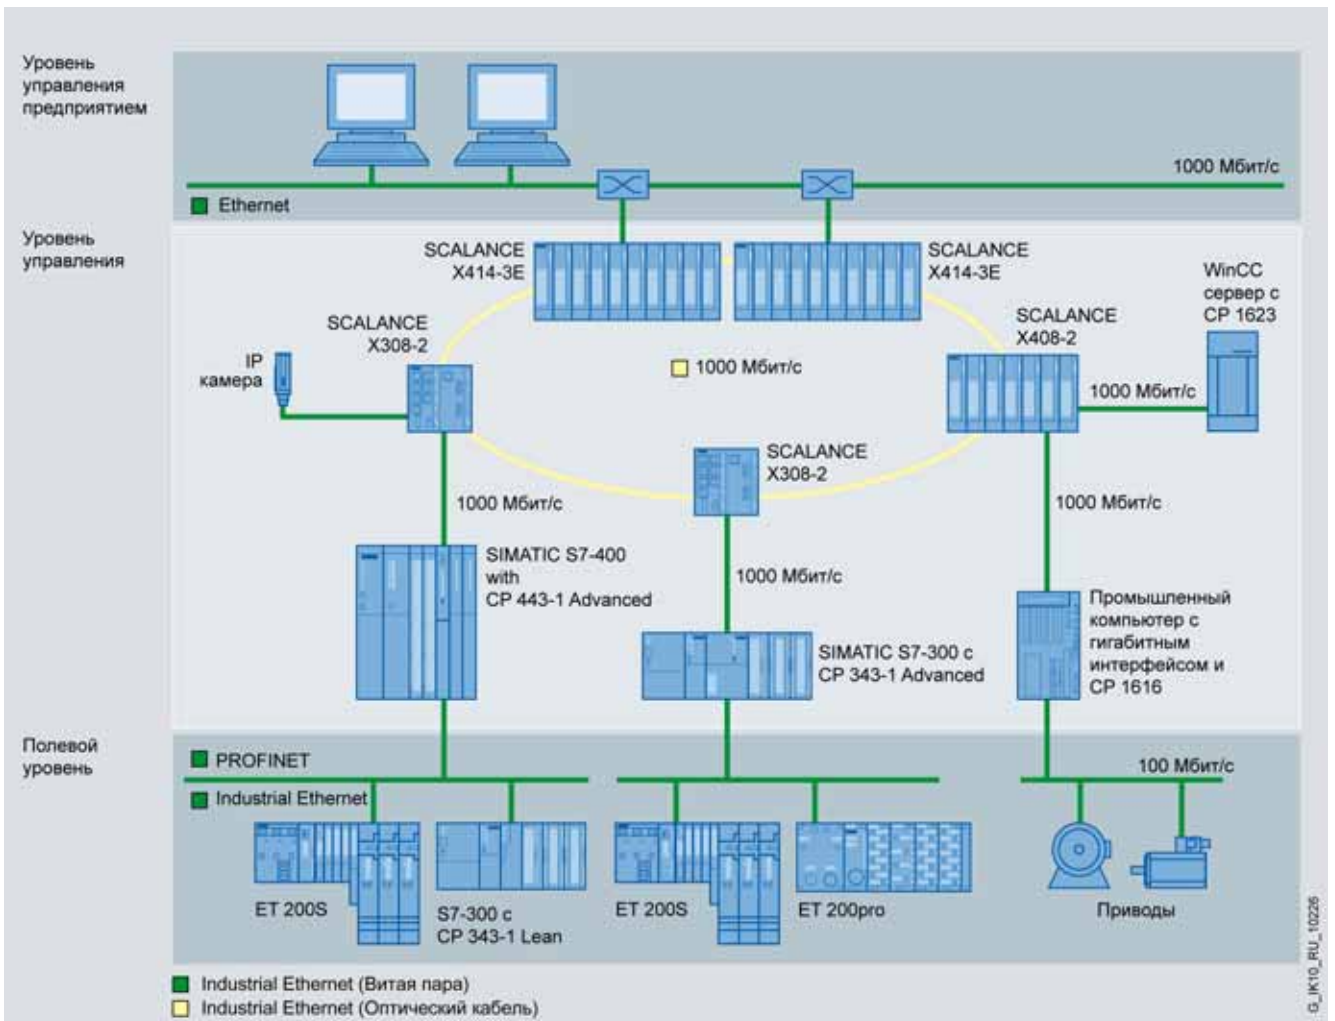 Уровень
управления
предприятием
1000 Мбит/с
Ethernet
Уровень
управления
SCALANCE
X414-3E
SCALANCE
X414-3E
WinCC
сервер с
CP 1623
SCALANCE
X308-2
SCALANCE
X408-2
IP
камера
1000 Мбит/с
1000 Мбит/с
SCALANCE
X308-2
1000 Мбит/с
1000 Мбит/с
SIMATIC S7-400
with
CP 443-1 Advanced
1000 Мбит/с
Промышленный
компьютер с
гигабитным
интерфейсом и
CP 1616
SIMATIC S7-300 с
CP 343-1 Advanced
Полевой
уровень
PROFINET
100 Мбит/с
Industrial Ethernet
ET 200S
S7-300 с
CP 343-1 Lean
ET 200S
ET 200pro
Приводы
Industrial Ethernet (Витая пара)
Industrial Ethernet (Оптический кабель)
G_IK10_RU_10226